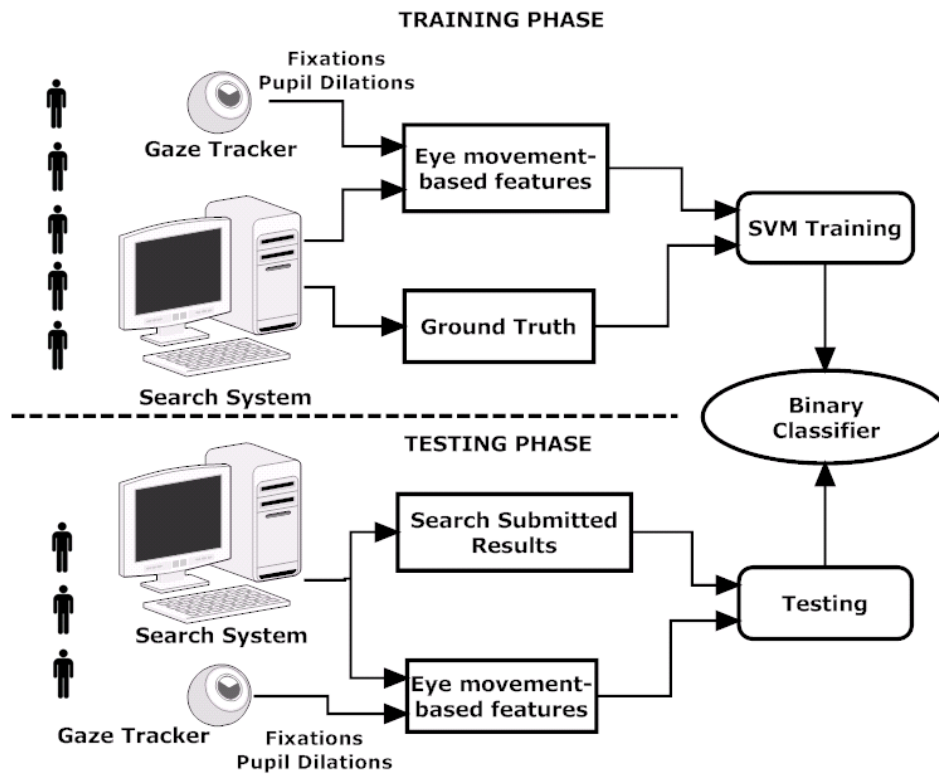 TRAINING PHASE
Fixations
Pupil Dilations
Gaze Tracker
Eye movement-
based features
SVM Training
Ground Truth
Search System
Binary
Classifier
TESTING PHASE
Search Submitted
Results
Testing
Search System
Eye movement-
based features
Gaze Tracker
Fixations
Pupil Dilations